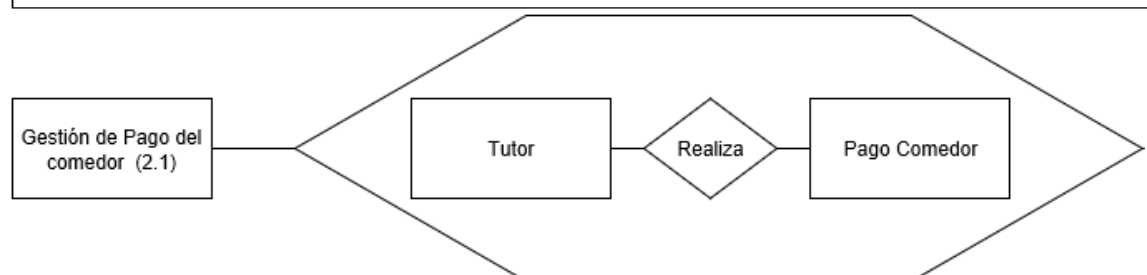 Gestión de Pago del
comedor (2.1)
Tutor
Realiza
Pago Comedor